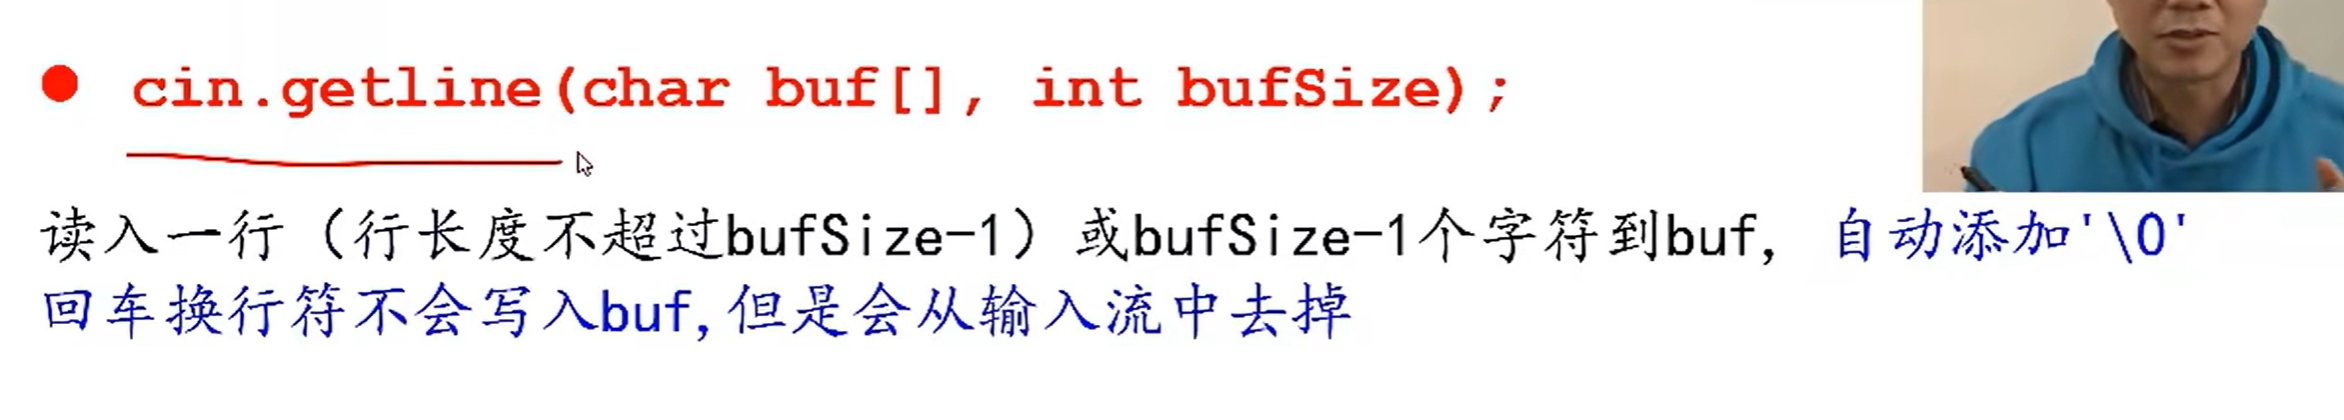 ● cin.getline(char buf[], int bufSize);
读入一行（行长度不超过bufSize-1）或bufSize-1个字符到buf, 自动添加'\0'
回车换行符不会写入buf,但是会从输入流中去掉